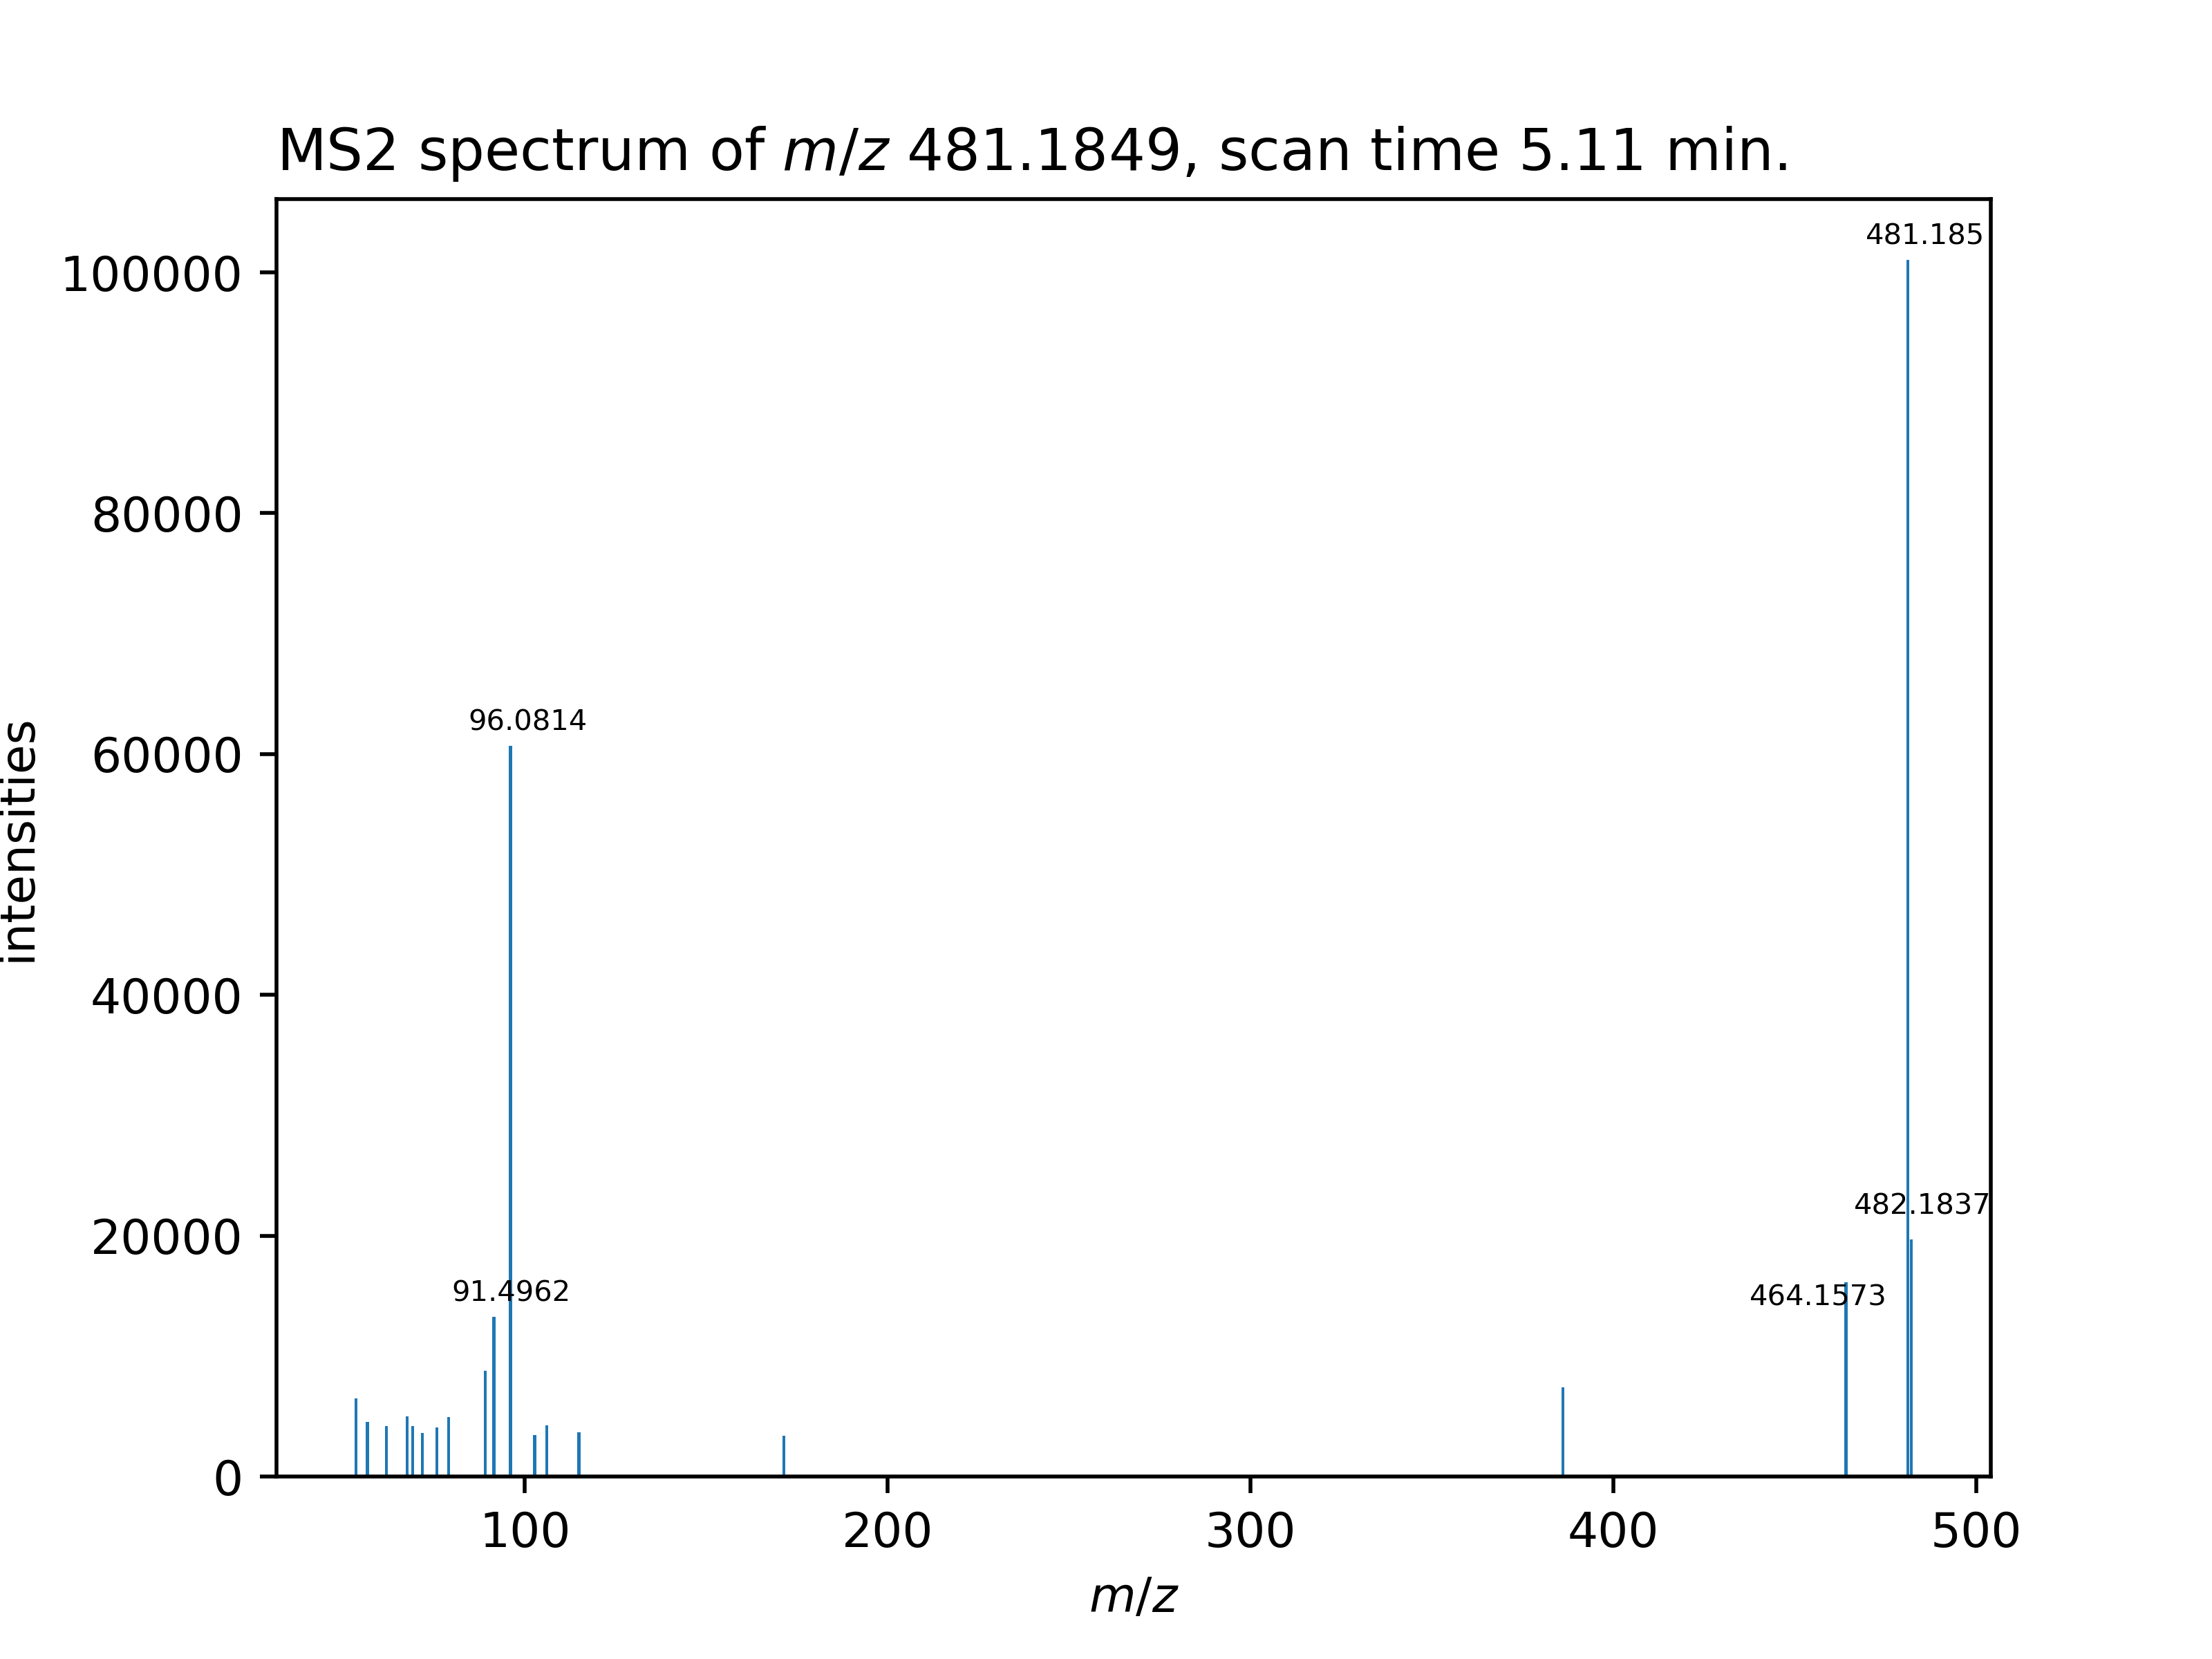 MS2 spectrum of m/z 481.1849, scan time 5.11 min.
481.185
100000
80000
96.0814
60000
intensities
40000
482.1837
20000
91.4962
464.1573
0
100 200 300 400 500
m/z